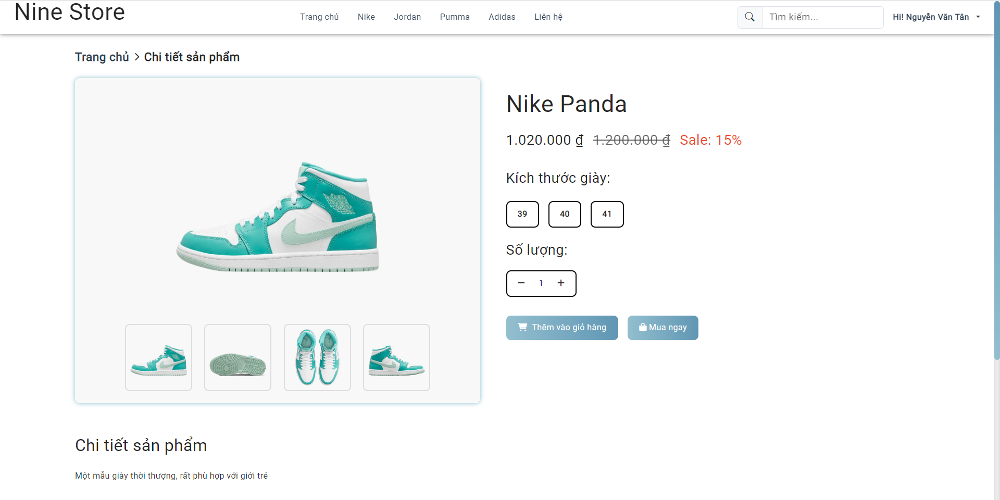 Nine Store
Trang chủ
Nike
Jordan
Pumma
Adidas
Liên hệ
Tìm kiếm...
Hi! Nguyễn Văn Tân
Trang chủ > Chi tiết sản phẩm
Nike Panda
1.020.000 ₫ 1.200.000 ₫ Sale: 15%
Kích thước giày:
39
40
41
Số lượng:
− 1 +
Thêm vào giỏ hàng
Mua ngay
Chi tiết sản phẩm
Một mẫu giày thời thượng, rất phù hợp với giới trẻ